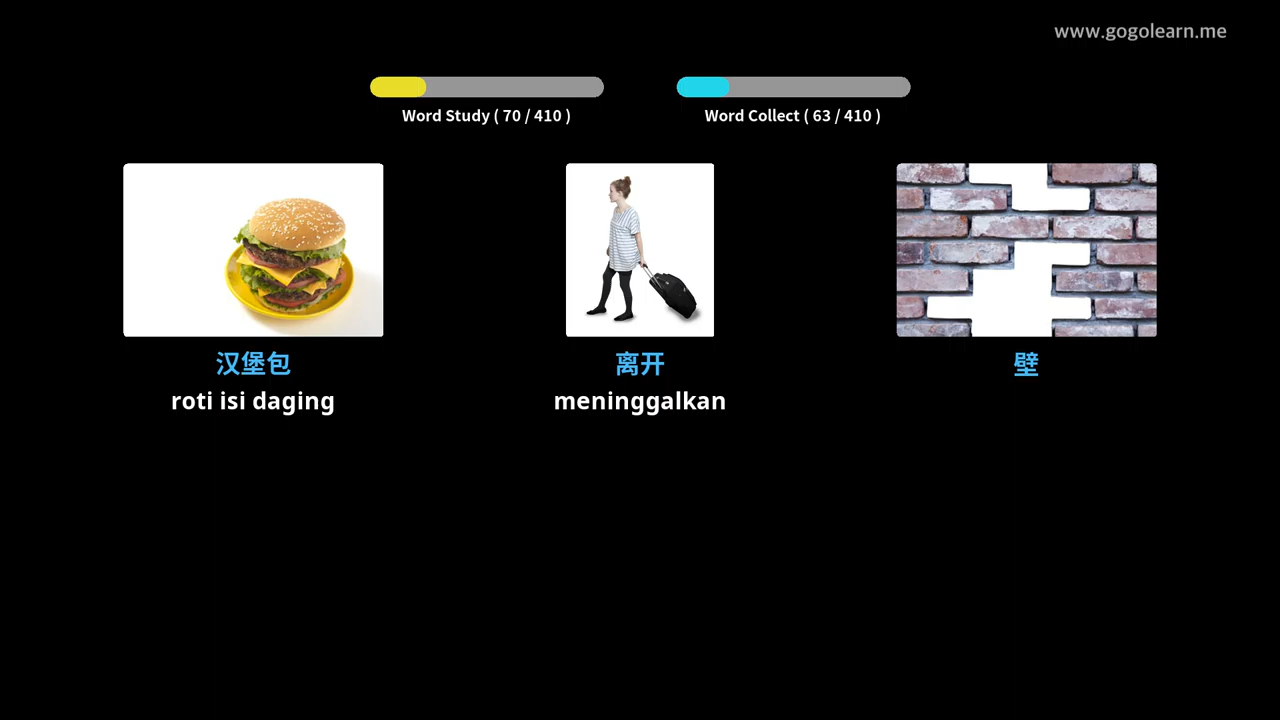 www.gogolearn.me
Word Study ( 70 / 410 )
Word Collect ( 63 / 410 )
汉堡包
roti isi daging
离开
meninggalkan
壁